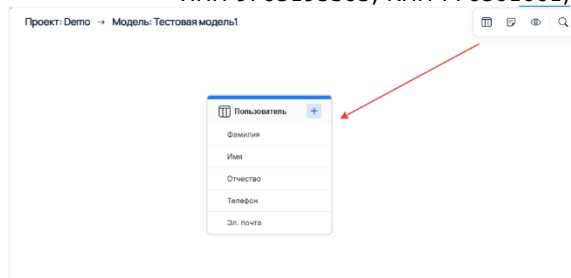 Проект: Demo → Модель: Тестовая модель1
Пользователь +
Фамилия
Имя
Отчество
Телефон
Эл. почта